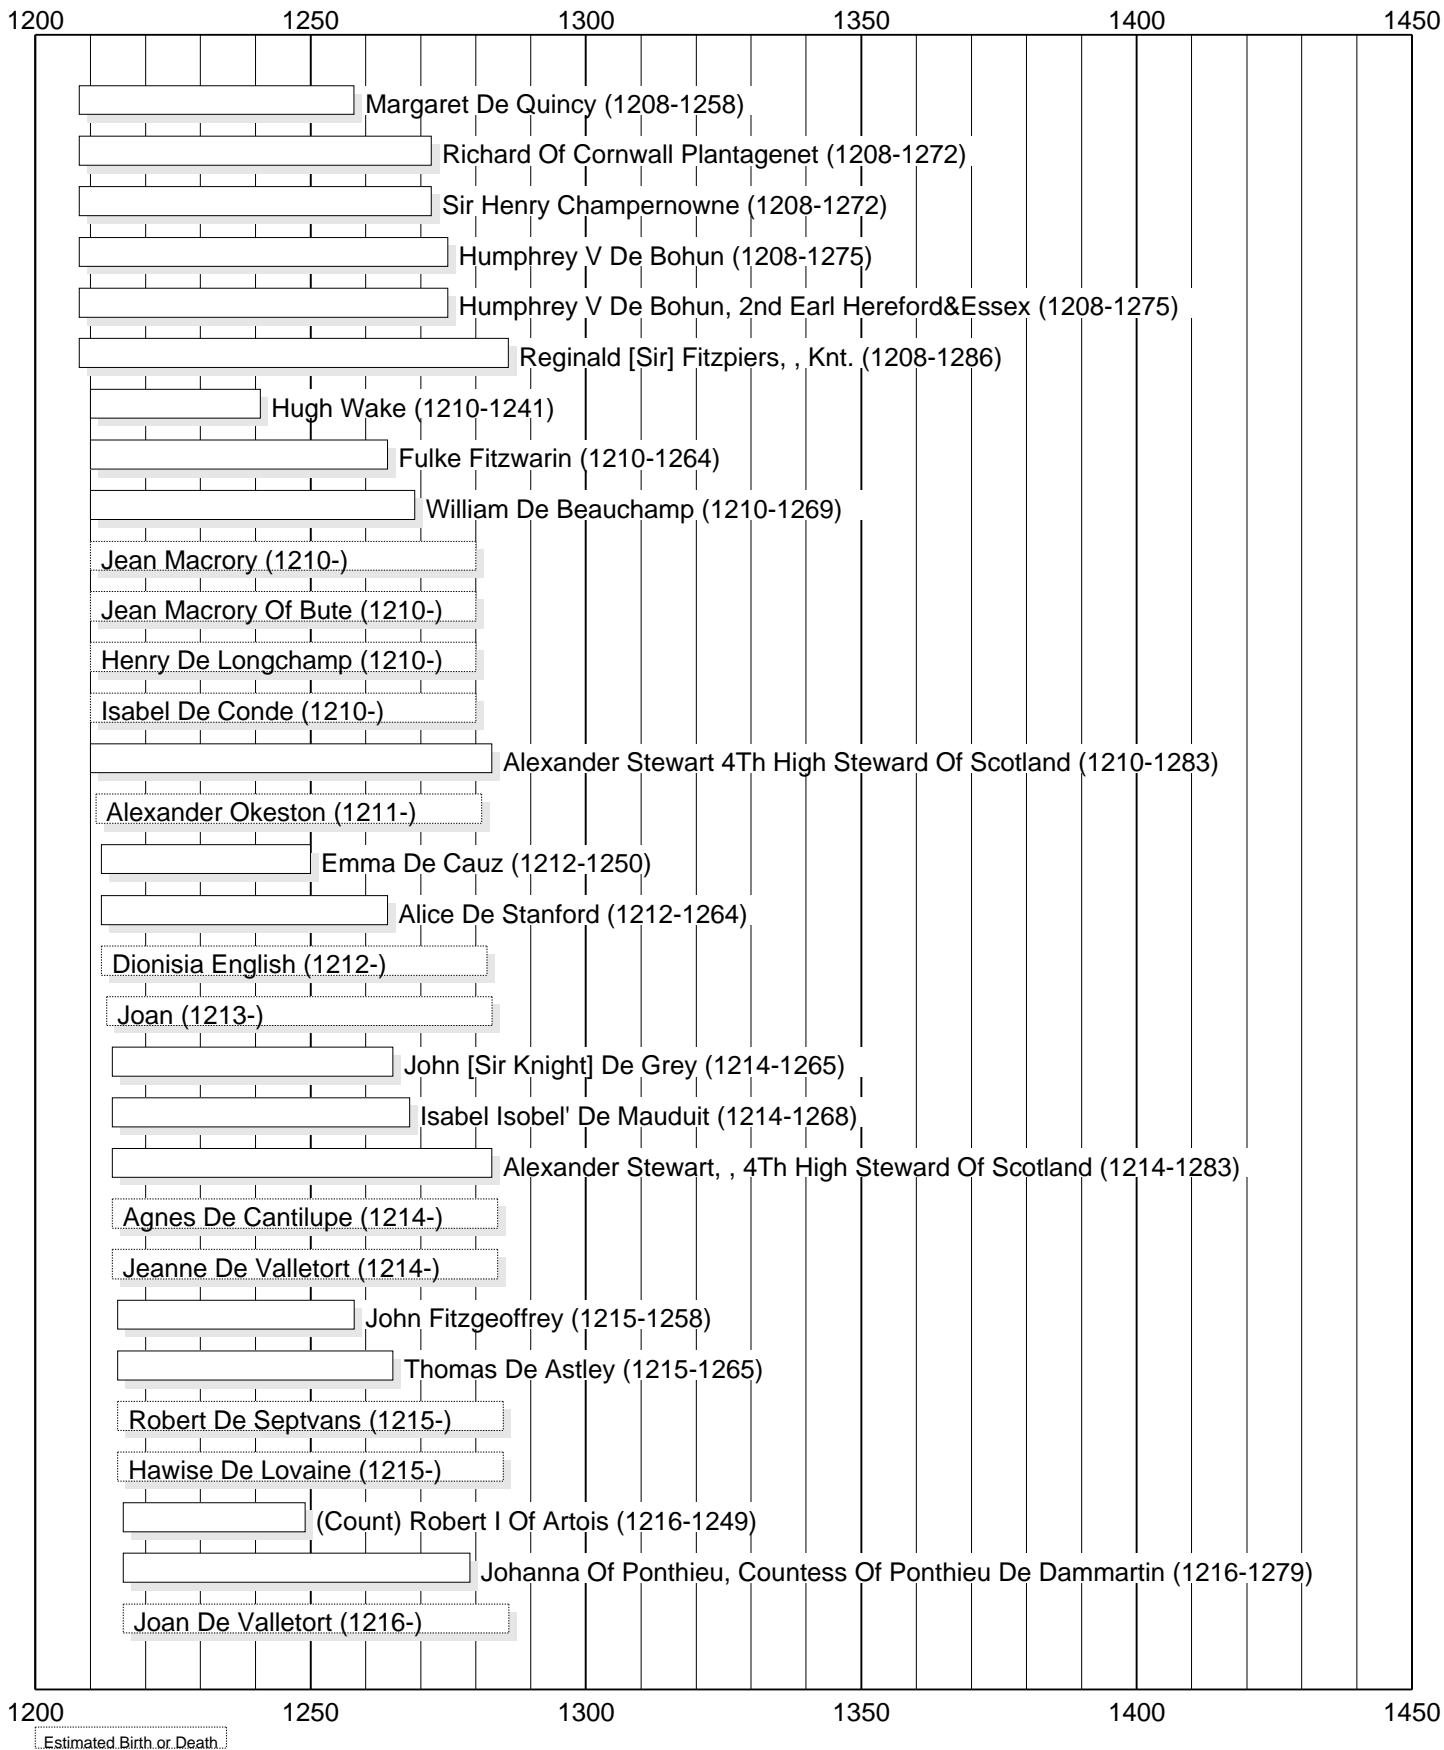 1200 1250 1300 1350 1400 1450
Margaret De Quincy (1208-1258)
Richard Of Cornwall Plantagenet (1208-1272)
Sir Henry Champernowne (1208-1272)
Humphrey V De Bohun (1208-1275)
Humphrey V De Bohun, 2nd Earl Hereford&Essex (1208-1275)
Reginald [Sir] Fitzpiers, , Knt. (1208-1286)
Hugh Wake (1210-1241)
Fulke Fitzwarin (1210-1264)
William De Beauchamp (1210-1269)
Jean Macrory (1210-)
Jean Macrory Of Bute (1210-)
Henry De Longchamp (1210-)
Isabel De Conde (1210-)
Alexander Stewart 4Th High Steward Of Scotland (1210-1283)
Alexander Okeston (1211-)
Emma De Cauz (1212-1250)
Alice De Stanford (1212-1264)
Dionisia English (1212-)
Joan (1213-)
John [Sir Knight] De Grey (1214-1265)
Isabel Isobel' De Mauduit (1214-1268)
Alexander Stewart, , 4Th High Steward Of Scotland (1214-1283)
Agnes De Cantilupe (1214-)
Jeanne De Valletort (1214-)
John Fitzgeoffrey (1215-1258)
Thomas De Astley (1215-1265)
Robert De Septvans (1215-)
Hawise De Lovaine (1215-)
(Count) Robert I Of Artois (1216-1249)
Johanna Of Ponthieu, Countess Of Ponthieu De Dammartin (1216-1279)
Joan De Valletort (1216-)
1200 1250 1300 1350 1400 1450
Estimated Birth or Death